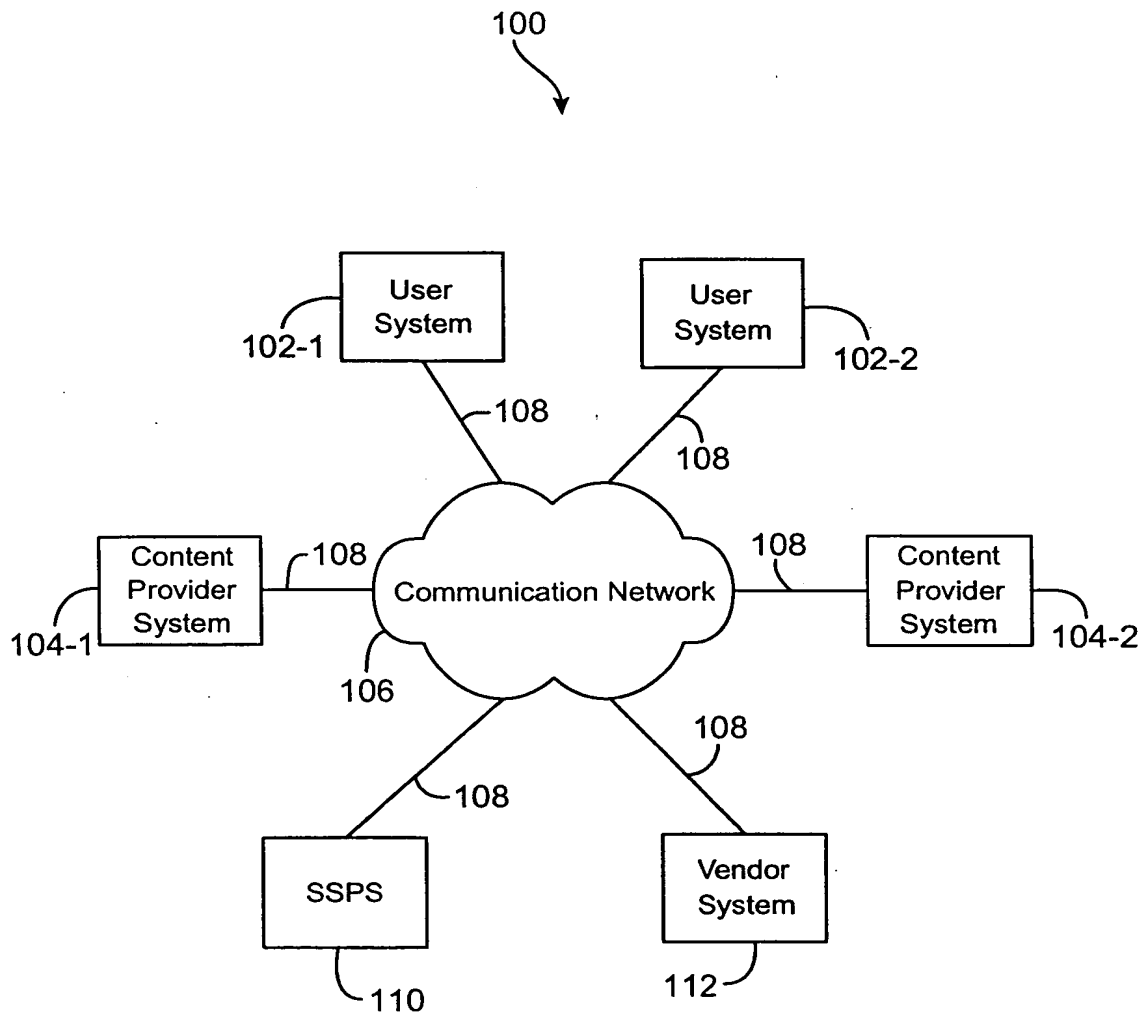 100
User
System
User
System
102-1
102-2
108
108
Content
Provider
System
108
Communication Network
108
Content
Provider
System
104-1
106
104-2
108
108
SSPS
Vendor
System
110
112